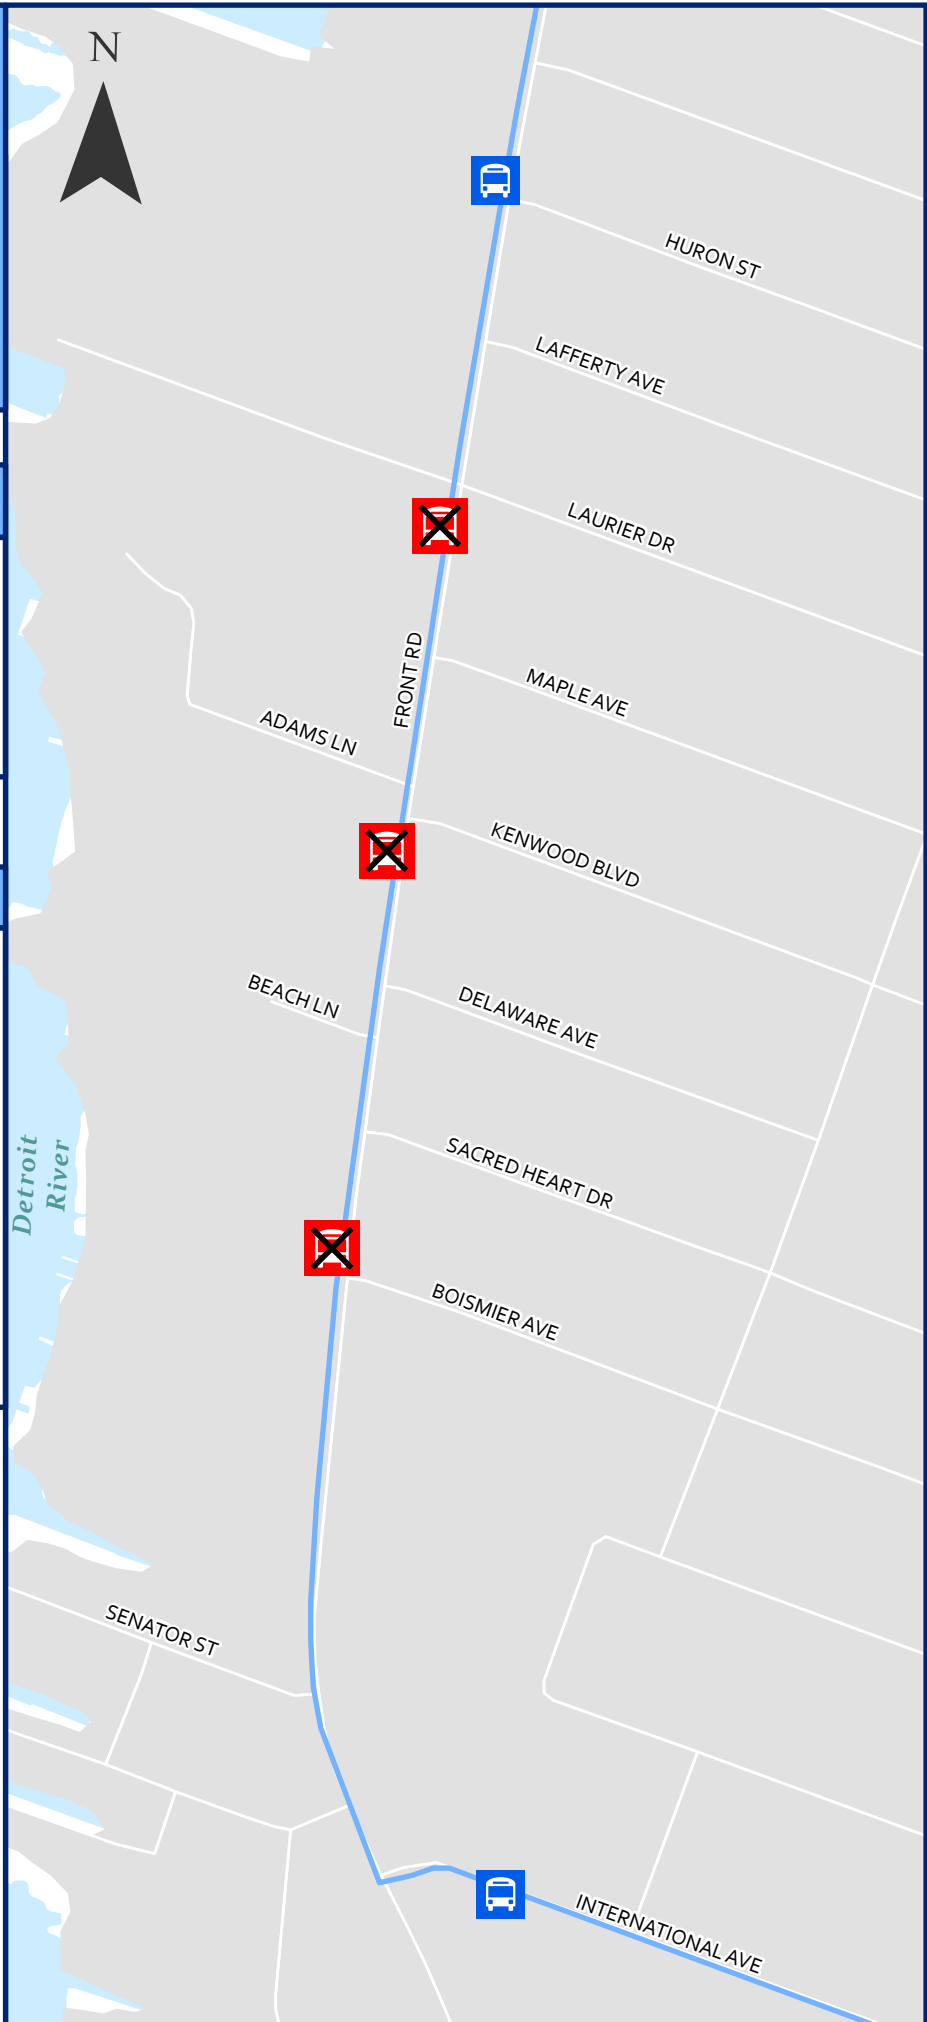 N
HURON ST
LAFFERTY AVE
LAURIER DR
FRONT RD
MAPLE AVE
ADAMS LN
KENWOOD BLVD
BEACH LN
DELAWARE AVE
Detroit
River
SACRED HEART DR
BOISMIER AVE
SENATOR ST
INTERNATIONAL AVE